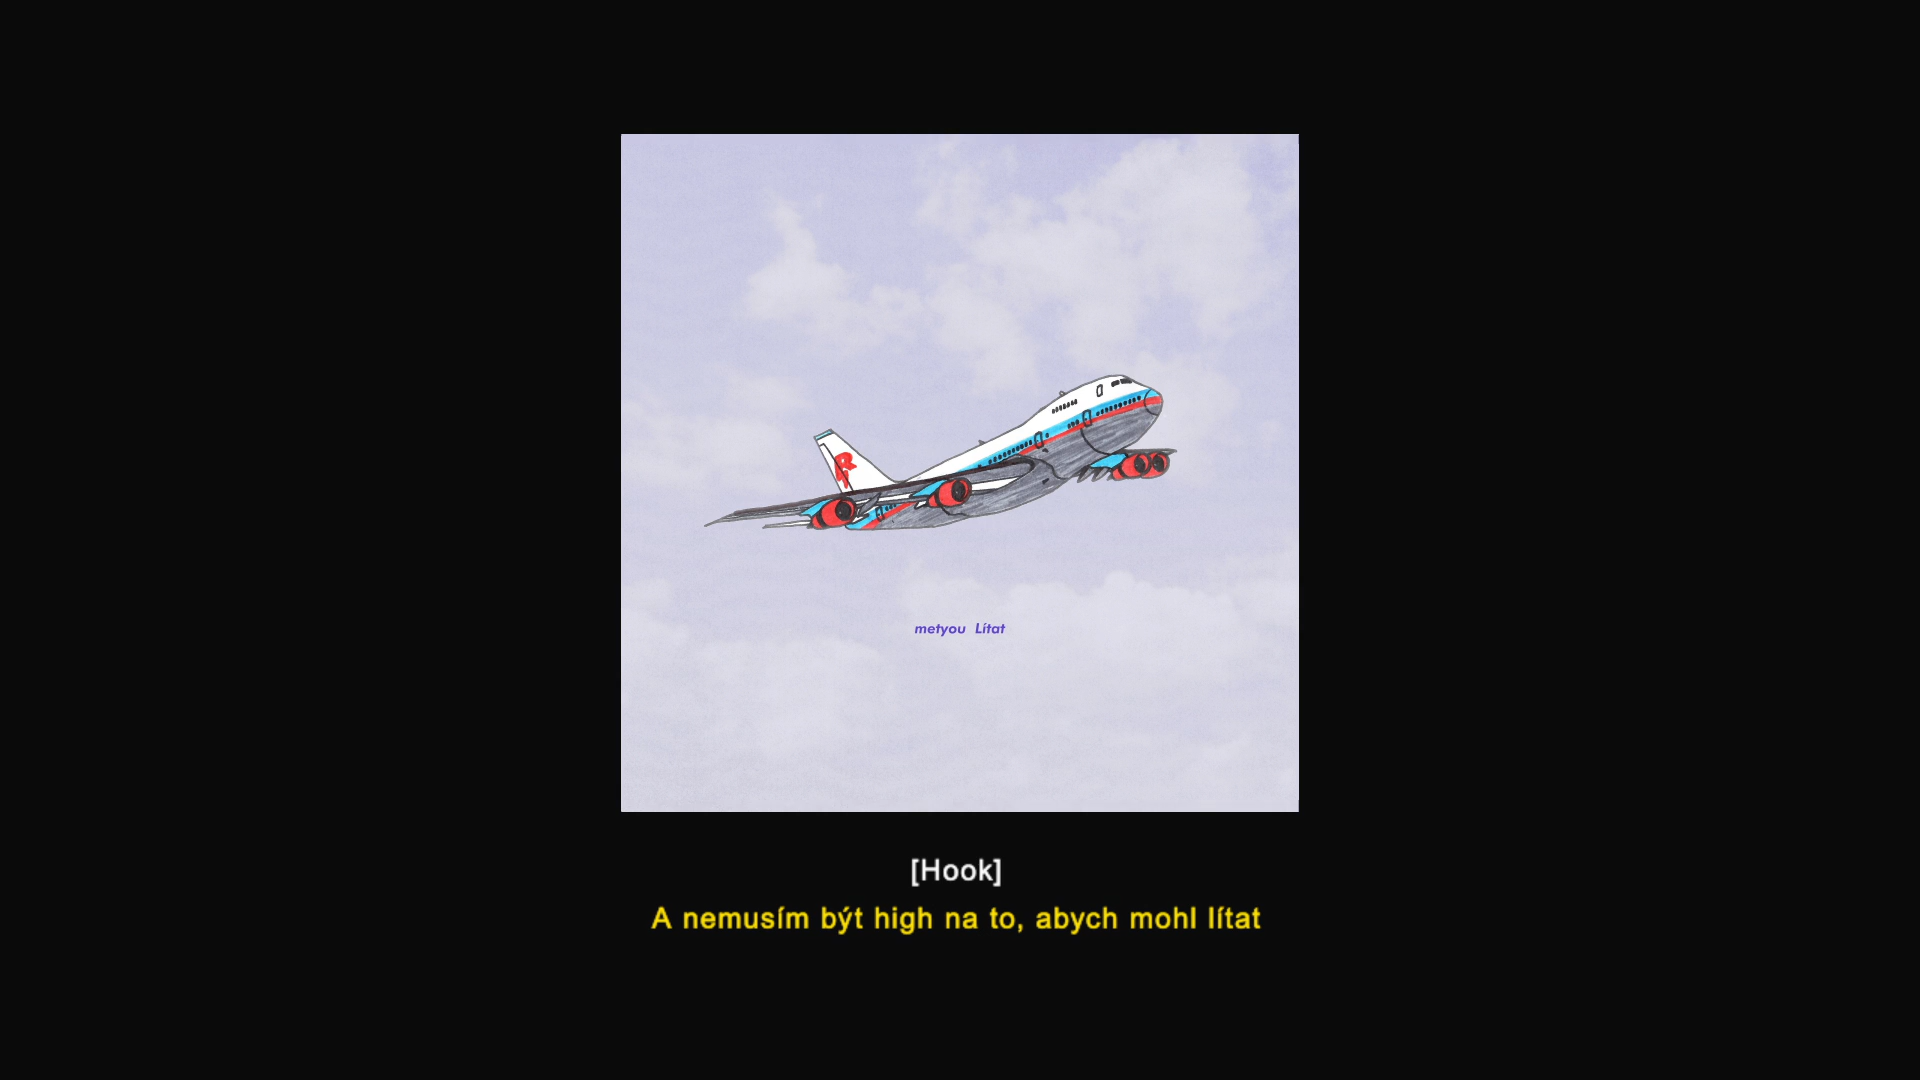 metyou Lítat
[Hook]
A nemusím být high na to, abych mohl lítat